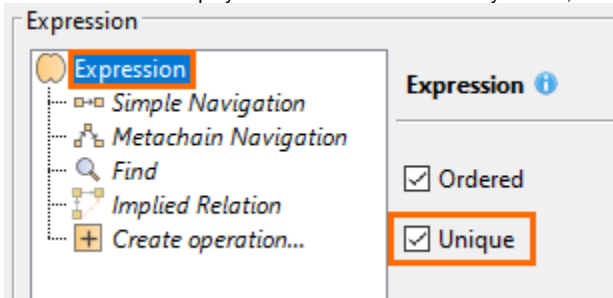 Expression
Expression
Simple Navigation
Metachain Navigation
Find
Implied Relation
Create operation...
Expression
Ordered
Unique